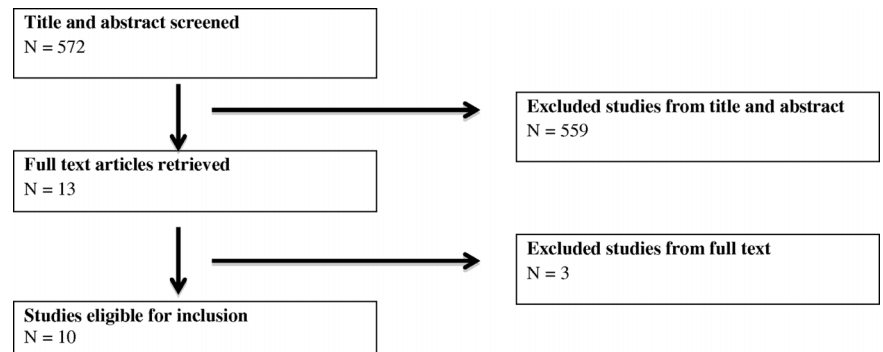 Title and abstract screened
N = 572
Excluded studies from title and abstract
N = 559
Full text articles retrieved
N = 13
Excluded studies from full text
N = 3
Studies eligible for inclusion
N = 10